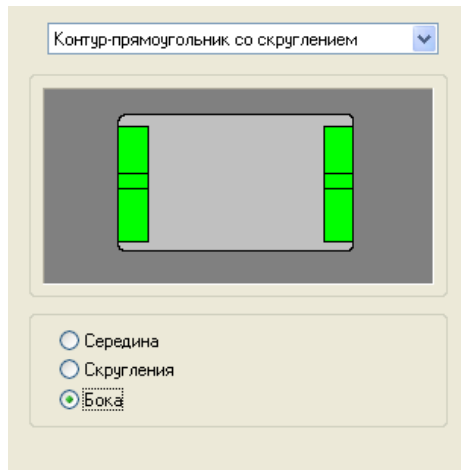 Контур-прямоугольник со скруглением
Середина
Скругления
Бока